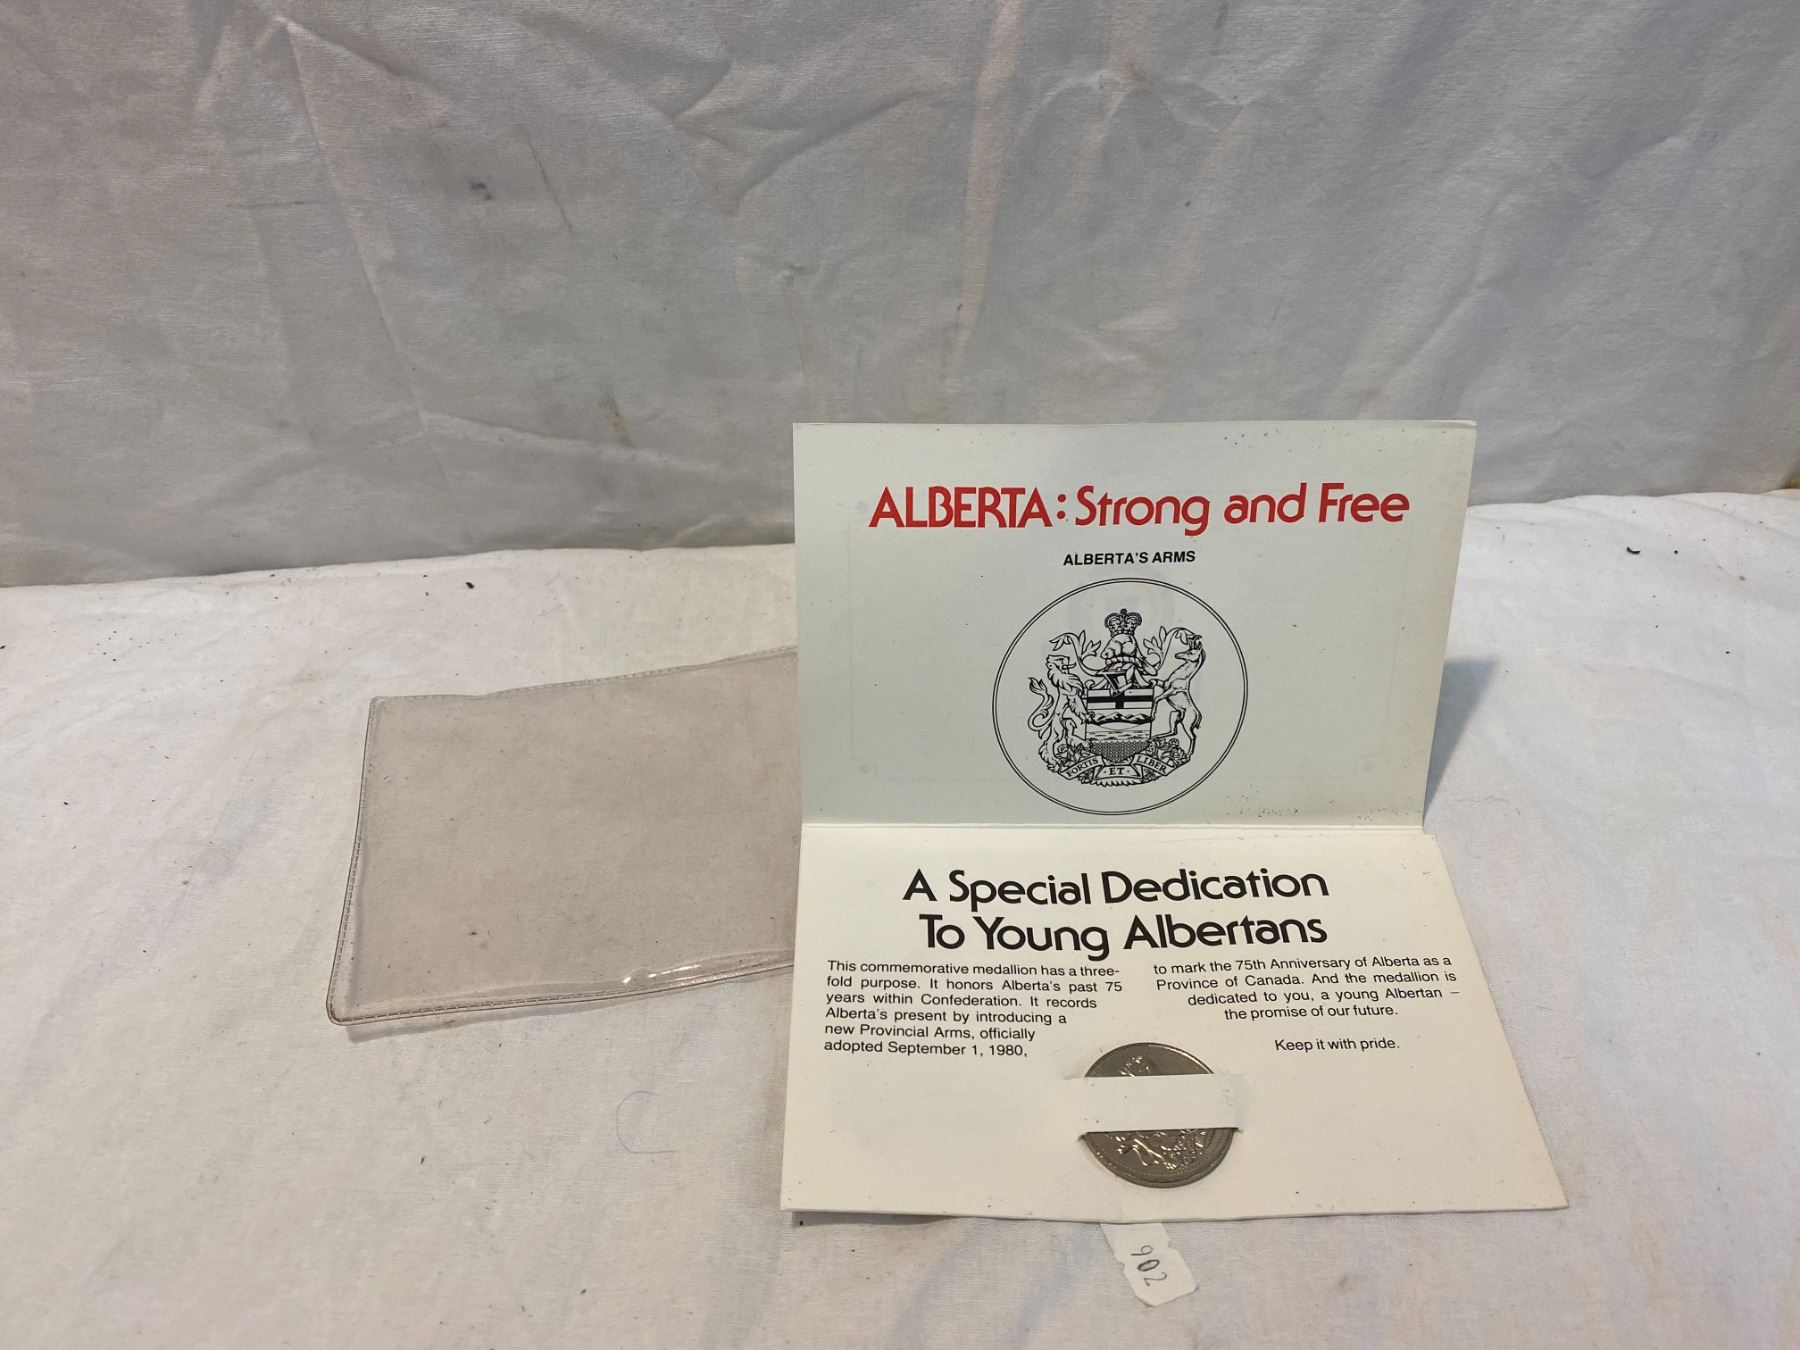 ALBERTA: Strong and Free
ALBERTA'S ARMS
FORTIS ET LIBER
A Special Dedication
To Young Albertans
This commemorative medallion has a three-
fold purpose. It honors Alberta's past 75
years within Confederation. It records
Alberta's present by introducing a
new Provincial Arms, officially
adopted September 1, 1980,
to mark the 75th Anniversary of Alberta as a
Province of Canada. And the medallion is
dedicated to you, a young Albertan –
the promise of our future.
Keep it with pride.
902